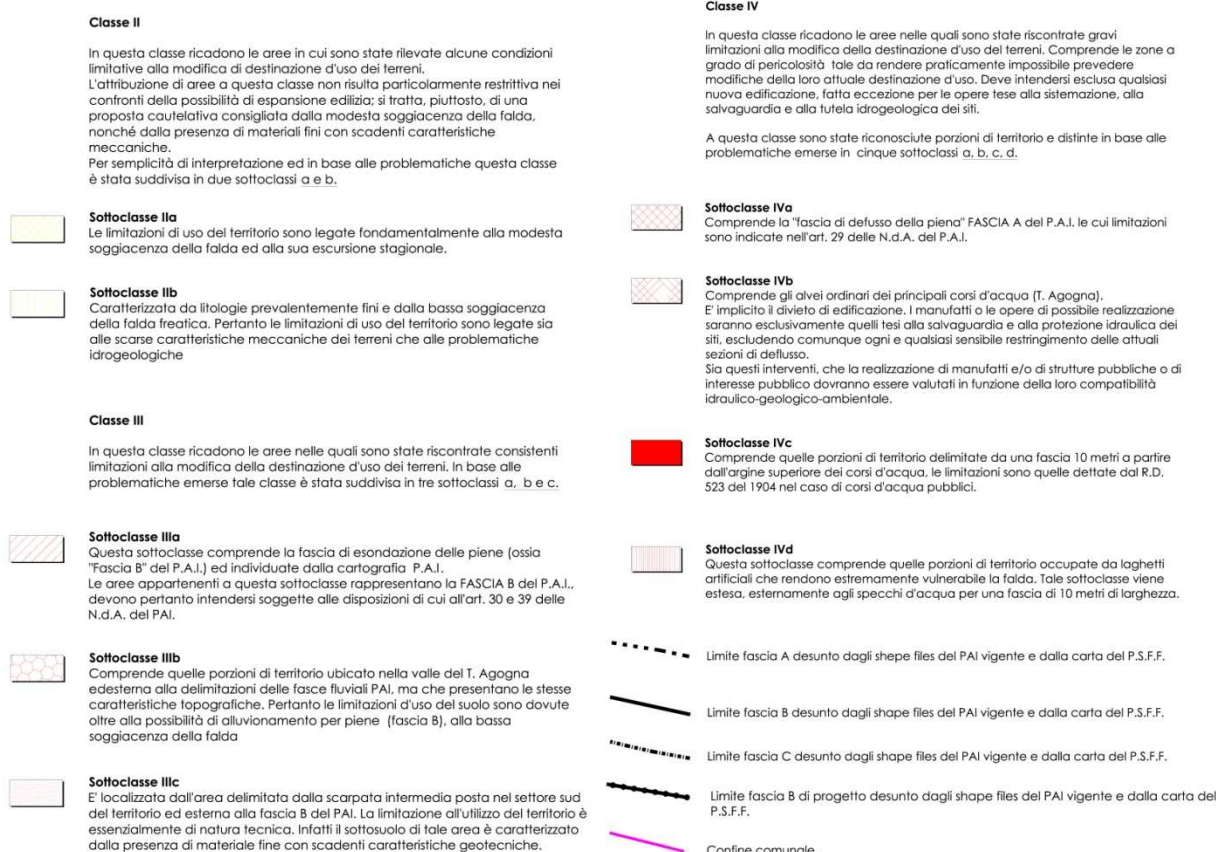 Classe II
In questa classe ricadono le aree in cui sono state rilevate alcune condizioni
limitative alla modifica di destinazione d'uso dei terreni.
L'attribuzione di aree a questa classe non risulta particolarmente restrittiva nei
confronti della possibilità di espansione edilizia; si tratta, piuttosto, di una
proposta cautelativa consigliata dalla modesta soggiacenza della falda,
nonché dalla presenza di materiali fini con scadenti caratteristiche
meccaniche.
Per semplicità di interpretazione ed in base alle problematiche questa classe
è stata suddivisa in due sottoclassi a e b.
Sottoclasse IIa
Le limitazioni di uso del territorio sono legate fondamentalmente alla modesta
soggiacenza della falda ed alla sua escursione stagionale.
Sottoclasse IIb
Caratterizzata da litologie prevalentemente fini e dalla bassa soggiacenza
della falda freatica. Pertanto le limitazioni di uso del territorio sono legate sia
alle scarse caratteristiche meccaniche dei terreni che alle problematiche
idrogeologiche
Classe III
In questa classe ricadono le aree nelle quali sono state riscontrate consistenti
limitazioni alla modifica della destinazione d'uso dei terreni. In base alle
problematiche emerse tale classe è stata suddivisa in tre sottoclassi a, b e c.
Sottoclasse IIIa
Questa sottoclasse comprende la fascia di esondazione delle piene (ossia
"Fascia B" del P.A.I.) ed individuate dalla cartografia P.A.I.
Le aree appartenenti a questa sottoclasse rappresentano la FASCIA B del P.A.I.,
devono pertanto intendersi soggette alle disposizioni di cui all'art. 30 e 39 delle
N.d.A. del PAI.
Sottoclasse IIIb
Comprende quelle porzioni di territorio ubicato nella valle del T. Agogna
edesterna alla delimitazioni delle fasce fluviali PAI, ma che presentano le stesse
caratteristiche topografiche. Pertanto le limitazioni d'uso del suolo sono dovute
oltre alla possibilità di alluvionamento per piene (fascia B), alla bassa
soggiacenza della falda
Sottoclasse IIIc
E' localizzata dall'area delimitata dalla scarpata intermedia posta nel settore sud
del territorio ed esterna alla fascia B del PAI. La limitazione all'utilizzo del territorio è
essenzialmente di natura tecnica. Infatti il sottosuolo di tale area è caratterizzato
dalla presenza di materiale fine con scadenti caratteristiche geotecniche.
Classe IV
In questa classe ricadono le aree nelle quali sono state riscontrate gravi
limitazioni alla modifica della destinazione d'uso del terreni. Comprende le zone a
grado di pericolosità tale da rendere praticamente impossibile prevedere
modifiche della loro attuale destinazione d'uso. Deve intendersi esclusa qualsiasi
nuova edificazione, fatta eccezione per le opere tese alla sistemazione, alla
salvaguardia e alla tutela idrogeologica dei siti.
A questa classe sono state riconosciute porzioni di territorio e distinte in base alle
problematiche emerse in cinque sottoclassi a, b, c, d.
Sottoclasse IVa
Comprende la "fascia di defusso della piena" FASCIA A del P.A.I. le cui limitazioni
sono indicate nell'art. 29 delle N.d.A. del P.A.I.
Sottoclasse IVb
Comprende gli alvei ordinari dei principali corsi d'acqua (T. Agogna).
E' implicito il divieto di edificazione. I manufatti o le opere di possibile realizzazione
saranno esclusivamente quelli tesi alla salvaguardia e alla protezione idraulica dei
siti, escludendo comunque ogni e qualsiasi sensibile restringimento delle attuali
sezioni di deflusso.
Sia questi interventi, che la realizzazione di manufatti e/o di strutture pubbliche o di
interesse pubblico dovranno essere valutati in funzione della loro compatibilità
idraulico-geologico-ambientale.
Sottoclasse IVc
Comprende quelle porzioni di territorio delimitate da una fascia 10 metri a partire
dall'argine superiore dei corsi d'acqua, le limitazioni sono quelle dettate dal R.D.
523 del 1904 nel caso di corsi d'acqua pubblici.
Sottoclasse IVd
Questa sottoclasse comprende quelle porzioni di territorio occupate da laghetti
artificiali che rendono estremamente vulnerabile la falda. Tale sottoclasse viene
estesa, esternamente agli specchi d'acqua per una fascia di 10 metri di larghezza.
Limite fascia A desunto dagli shepe files del PAI vigente e dalla carta del P.S.F.F.
Limite fascia B desunto dagli shape files del PAI vigente e dalla carta del P.S.F.F.
Limite fascia C desunto dagli shape files del PAI vigente e dalla carta del P.S.F.F.
Limite fascia B di progetto desunto dagli shape files del PAI vigente e dalla carta del
P.S.F.F.
Confine comunale